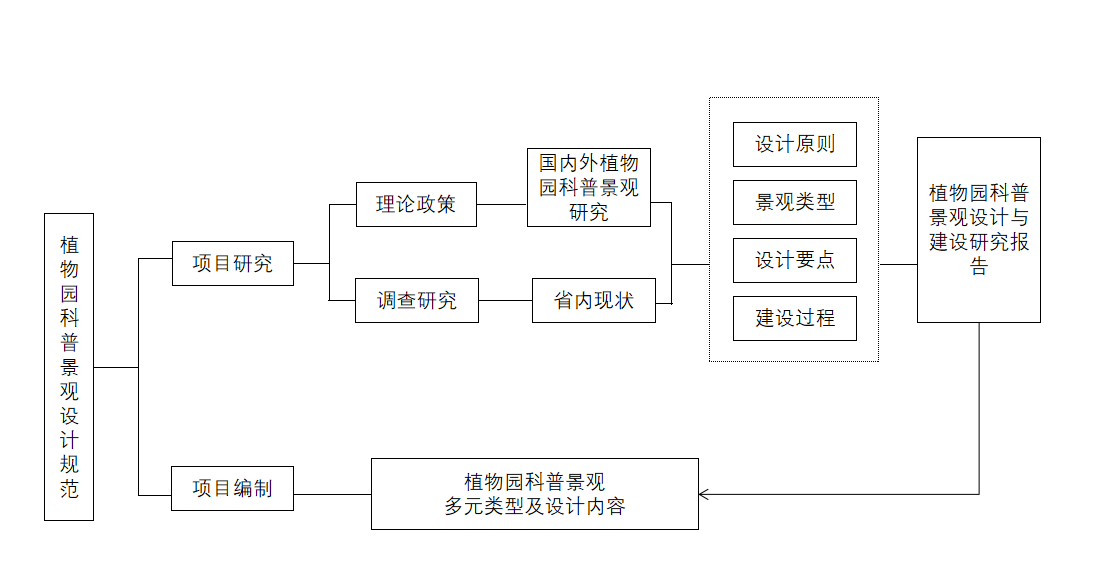 植物园科普景观设计规范
项目研究
理论政策
国内外植物
园科普景观
研究
调查研究
省内现状
设计原则
景观类型
设计要点
建设过程
植物园科普
景观设计与
建设研究报
告
项目编制
植物园科普景观
多元类型及设计内容